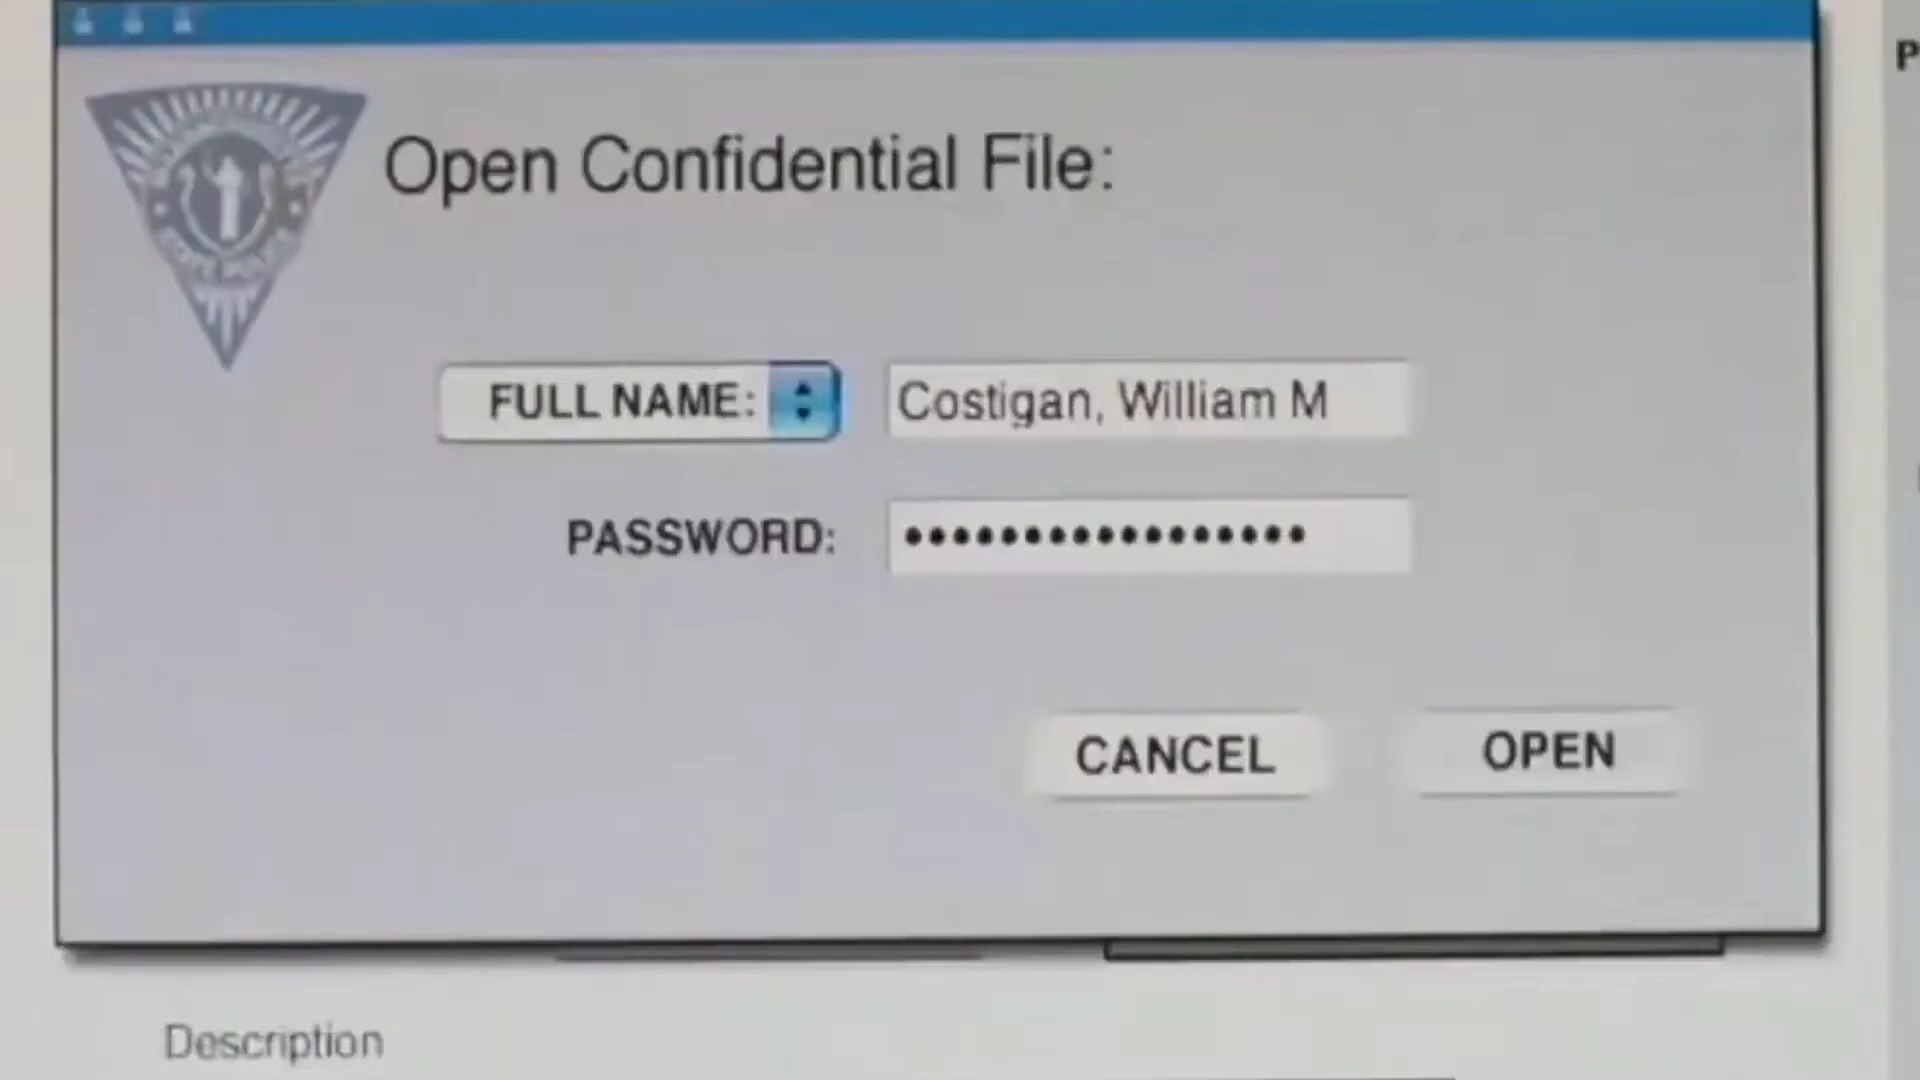 P
Open Confidential File:
FULL NAME: Costigan, William M
PASSWORD: •••••••••••••••••
CANCEL OPEN
Description